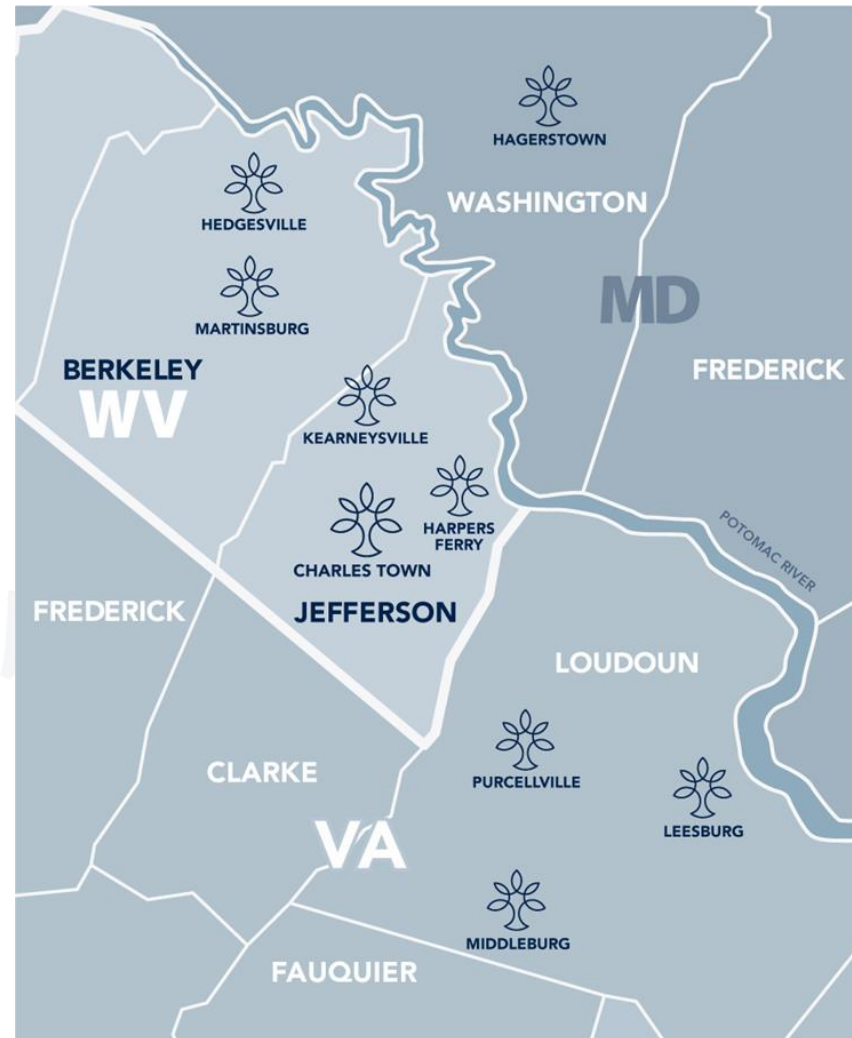 HAGERSTOWN
WASHINGTON
HEDGESVILLE
MARTINSBURG
MD
BERKELEY
WV
FREDERICK
KEARNEYSVILLE
HARPERS
FERRY
CHARLES TOWN
JEFFERSON
POTOMAC RIVER
FREDERICK
LOUDOUN
CLARKE
PURCELLVILLE
LEESBURG
VA
MIDDLEBURG
FAUQUIER